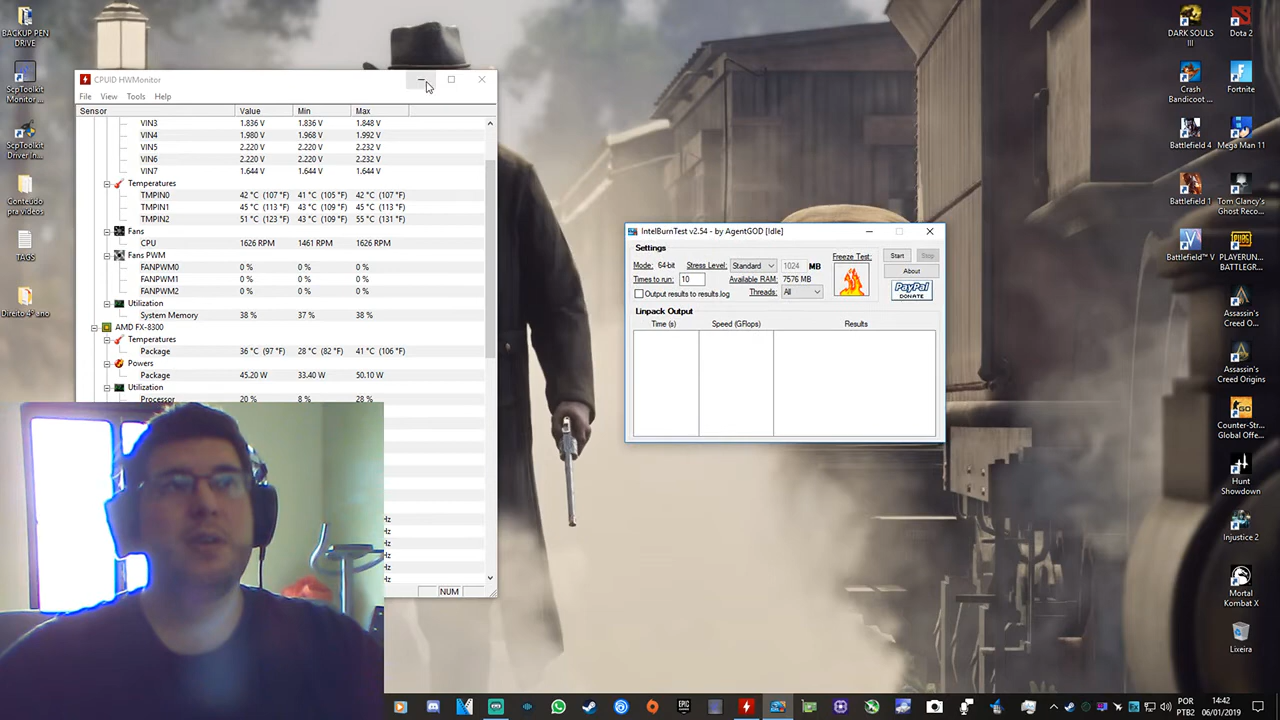 BACKUP PEN
DRIVE
ScpToolkit
Monitor ...
ScpToolkit
Driver In...
Conteúdo
pra videos
TAGS
Direito 4º ano
CPUID HWMonitor
File View Tools Help
Sensor Value Min Max
VIN3 1.836 V 1.836 V 1.848 V
VIN4 1.980 V 1.968 V 1.992 V
VIN5 2.220 V 2.220 V 2.232 V
VIN6 2.220 V 2.220 V 2.232 V
VIN7 1.644 V 1.644 V 1.644 V
Temperatures
TMPIN0 42 °C (107 °F) 41 °C (105 °F) 42 °C (107 °F)
TMPIN1 45 °C (113 °F) 43 °C (109 °F) 45 °C (113 °F)
TMPIN2 51 °C (123 °F) 43 °C (109 °F) 55 °C (131 °F)
Fans
CPU 1626 RPM 1461 RPM 1626 RPM
Fans PWM
FANPWM0 0 % 0 % 0 %
FANPWM1 0 % 0 % 0 %
FANPWM2 0 % 0 % 0 %
Utilization
System Memory 38 % 37 % 38 %
AMD FX-8300
Temperatures
Package 36 °C (97 °F) 28 °C (82 °F) 41 °C (106 °F)
Powers
Package 45.20 W 33.40 W 50.10 W
Utilization
Processor 20 % 8 % 28 %
Hz
Hz
Hz
Hz
Hz
Hz
NUM
IntelBurnTest v2.54 - by AgentGOD [Idle]
Settings
Mode: 64-bit Stress Level: Standard 1024 MB
Times to run: 10 Available RAM: 7576 MB
Output results to results.log Threads: All
Freeze Test:
Start Stop
About
PayPal
DONATE
Linpack Output
Time (s) Speed (GFlops) Results
DARK SOULS
III
Dota 2
Crash
Bandicoot ...
Fortnite
Battlefield 4
Mega Man 11
Battlefield 1
Tom Clancy's
Ghost Reco...
Battlefield™ V
PLAYERUN...
BATTLEGR...
Assassin's
Creed O...
Assassin's
Creed Origins
Counter-Str...
Global Offe...
Hunt
Showdown
Injustice 2
Mortal
Kombat X
Lixeira
EPIC
POR
PTB2
14:42
06/01/2019